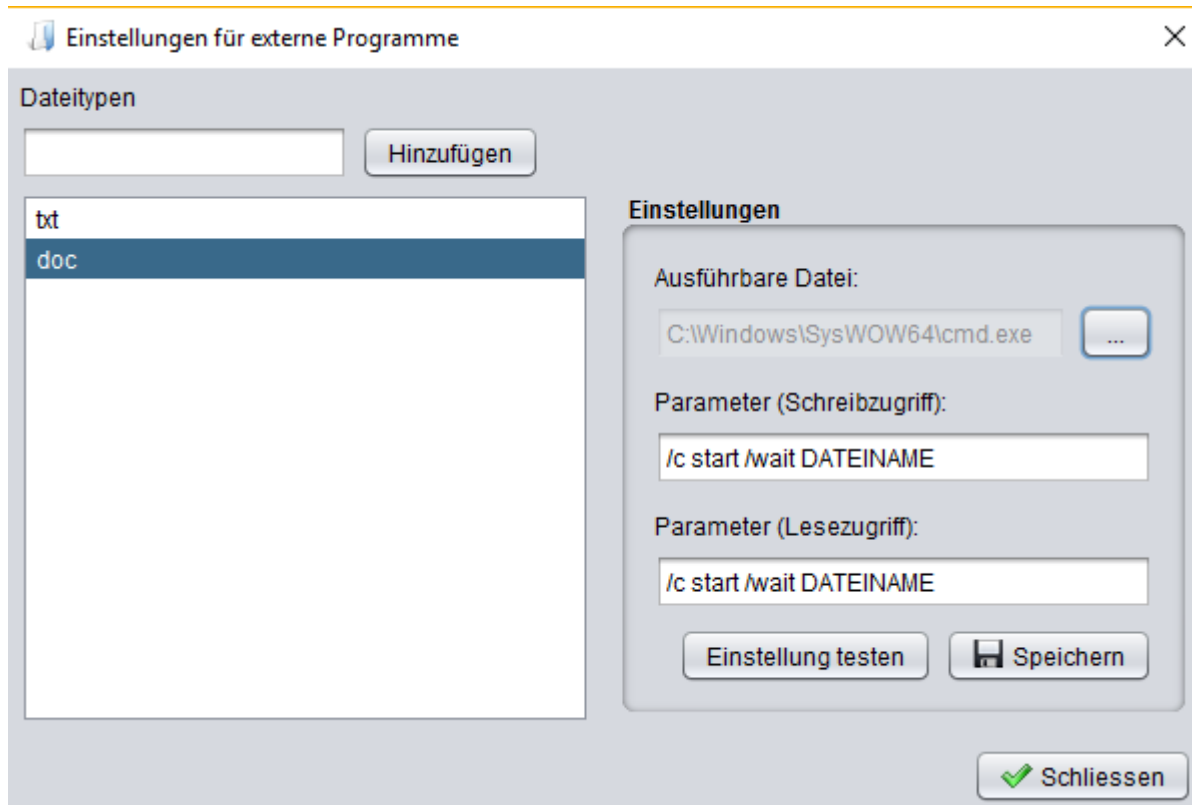 Einstellungen für externe Programme
Dateitypen
Hinzufügen
txt
doc
Einstellungen
Ausführbare Datei:
C:\Windows\SysWOW64\cmd.exe
...
Parameter (Schreibzugriff):
/c start /wait DATEINAME
Parameter (Lesezugriff):
/c start /wait DATEINAME
Einstellung testen
Speichern
Schliessen